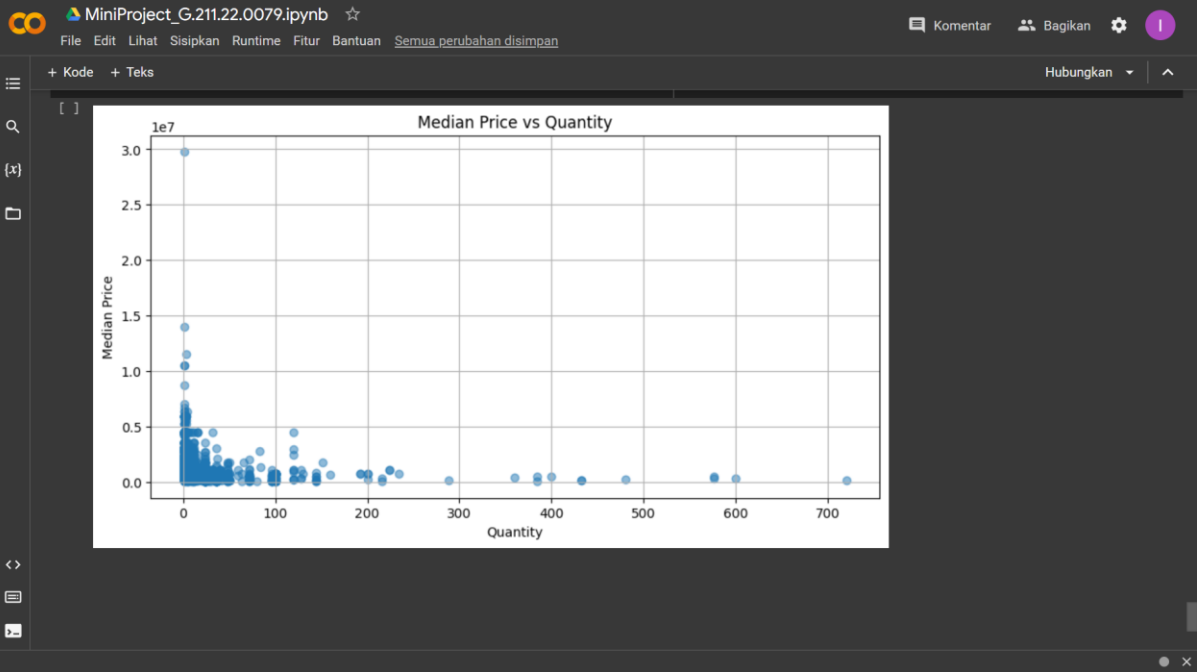 MiniProject_G.211.22.0079.ipynb
Komentar
Bagikan
I
File Edit Lihat Sisipkan Runtime Fitur Bantuan Semua perubahan disimpan
+ Kode + Teks
Hubungkan
[ ]
{x}
Median Price vs Quantity
1e7
3.0
2.5
2.0
1.5
1.0
0.5
0.0
Median Price
0 100 200 300 400 500 600 700
Quantity